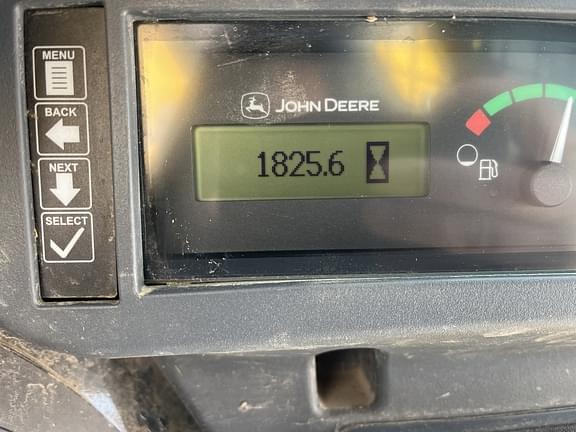 MENU
BACK
NEXT
SELECT
JOHN DEERE
1825.6